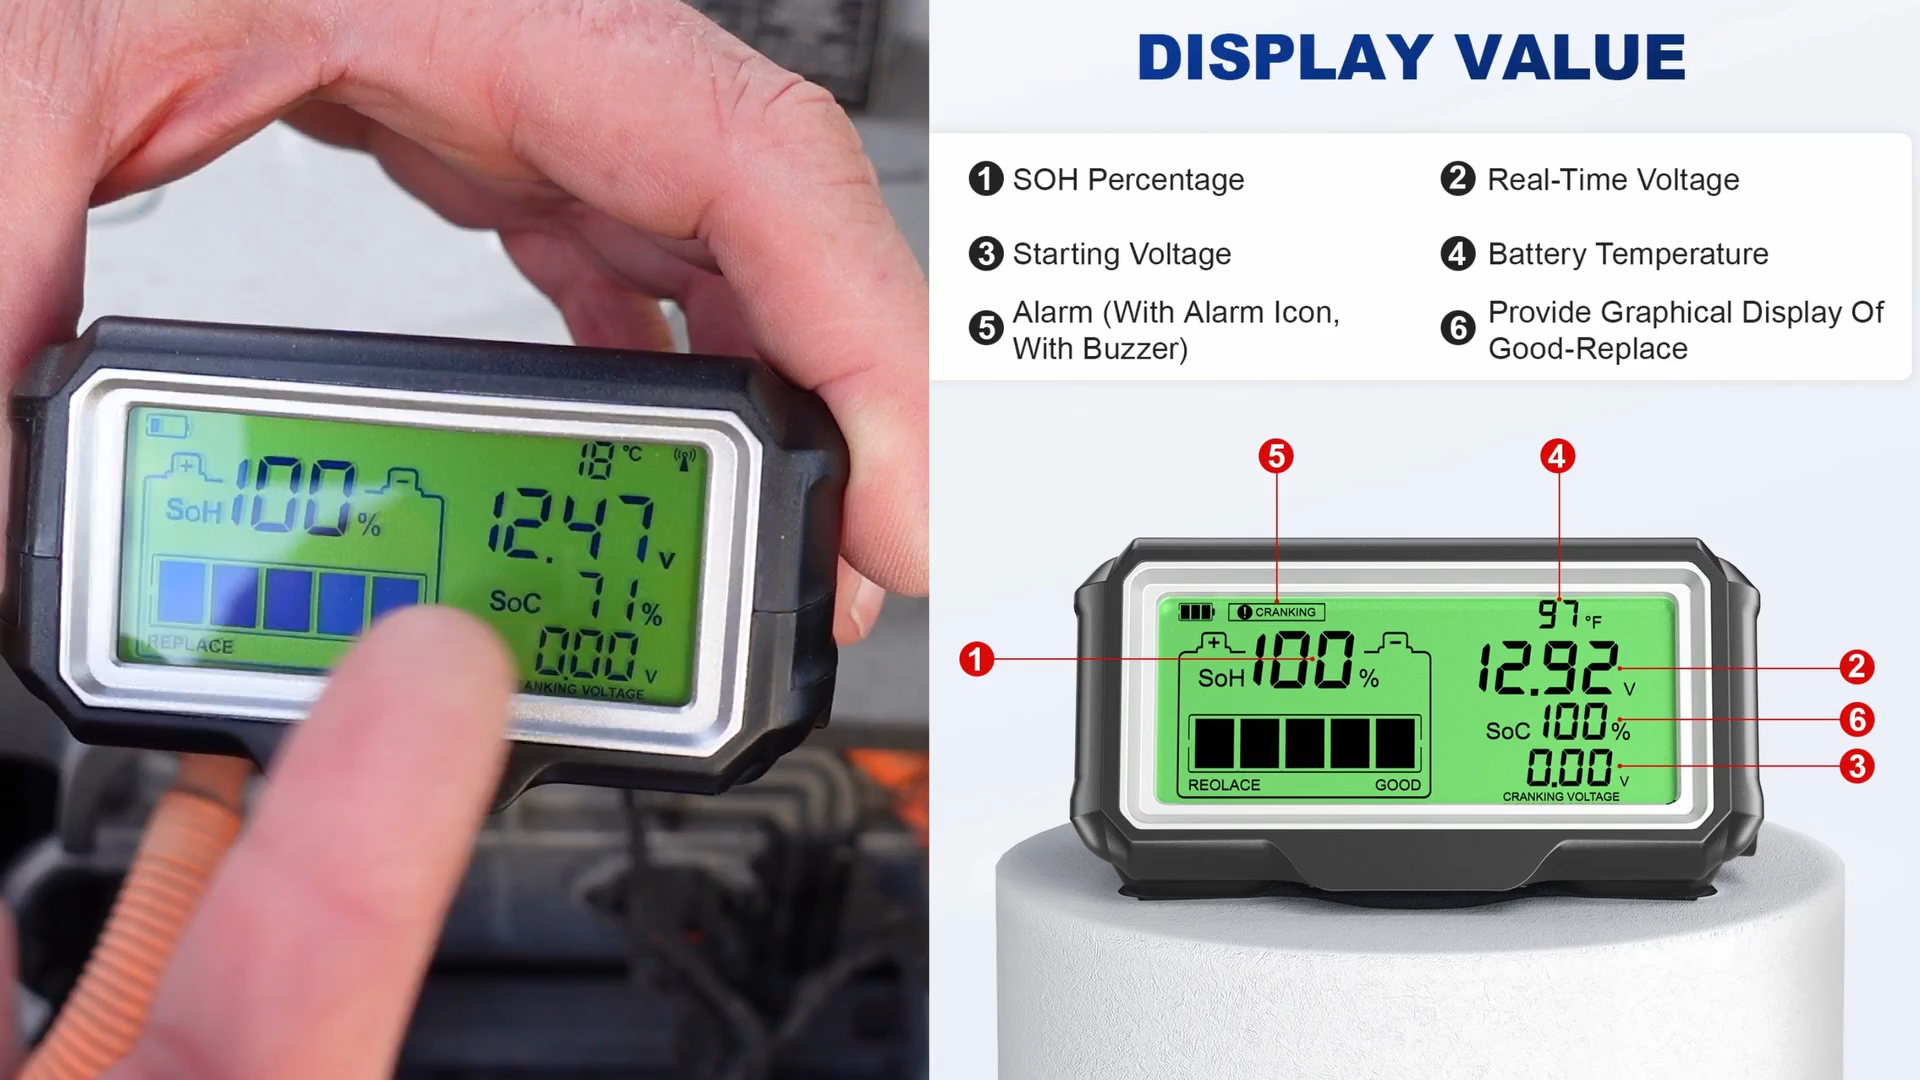 18 °C
SoH 100 %
12.47 V
SoC 71 %
REPLACE
0.00 V
ANKING VOLTAGE
DISPLAY VALUE
1 SOH Percentage
2 Real-Time Voltage
3 Starting Voltage
4 Battery Temperature
5 Alarm (With Alarm Icon,
With Buzzer)
6 Provide Graphical Display Of
Good-Replace
5
4
! CRANKING
97 °F
1
SoH 100 %
12.92 V
2
SoC 100 %
6
0.00 V
3
REOLACE GOOD
CRANKING VOLTAGE